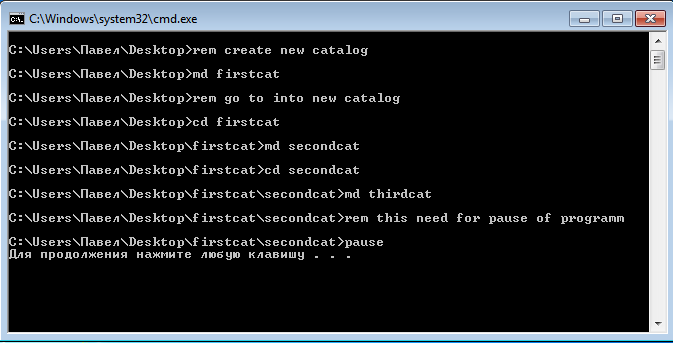 C:\Windows\system32\cmd.exe
C:\Users\Павел\Desktop>rem create new catalog
C:\Users\Павел\Desktop>md firstcat
C:\Users\Павел\Desktop>rem go to into new catalog
C:\Users\Павел\Desktop>cd firstcat
C:\Users\Павел\Desktop\firstcat>md secondcat
C:\Users\Павел\Desktop\firstcat>cd secondcat
C:\Users\Павел\Desktop\firstcat\secondcat>md thirdcat
C:\Users\Павел\Desktop\firstcat\secondcat>rem this need for pause of programm
C:\Users\Павел\Desktop\firstcat\secondcat>pause
Для продолжения нажмите любую клавишу . . .